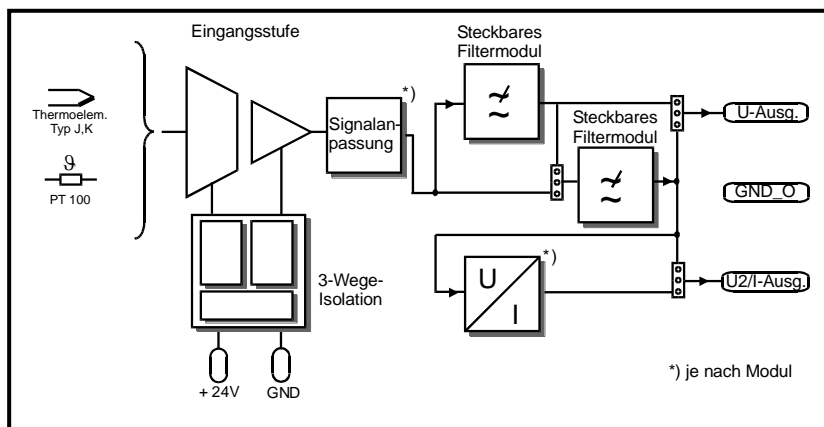 Eingangsstufe
Steckbares
Filtermodul
*)
Thermoelem.
Typ J,K
ϑ
PT 100
Signalan-
passung
Steckbares
Filtermodul
U-Ausg.
GND_O
3-Wege-
Isolation
*)
U
I
U2/I-Ausg.
+ 24V
GND
*) je nach Modul